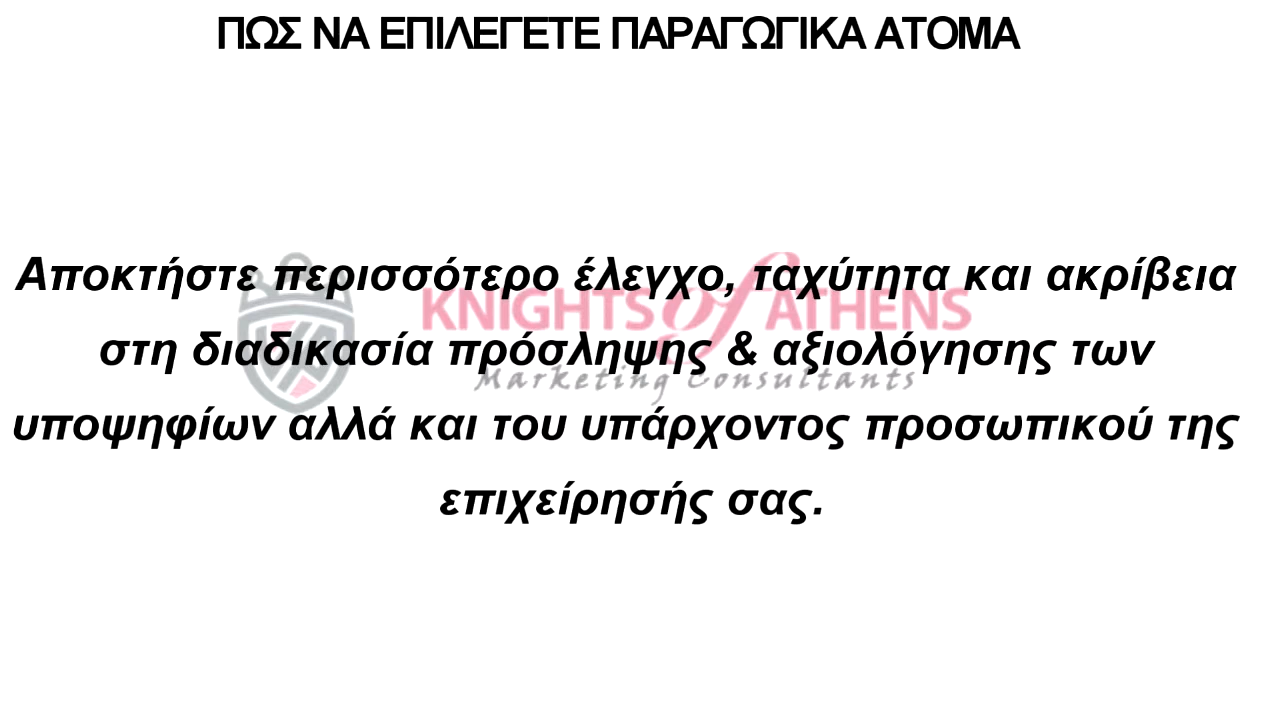 ΠΩΣ ΝΑ ΕΠΙΛΕΓΕΤΕ ΠΑΡΑΓΩΓΙΚΑ ΑΤΟΜΑ
Αποκτήστε περισσότερο έλεγχο, ταχύτητα και ακρίβεια
KNIGHTS of ATHENS
στη διαδικασία πρόσληψης & αξιολόγησης των
Marketing Consultants
υποψηφίων αλλά και του υπάρχοντος προσωπικού της
επιχείρησής σας.